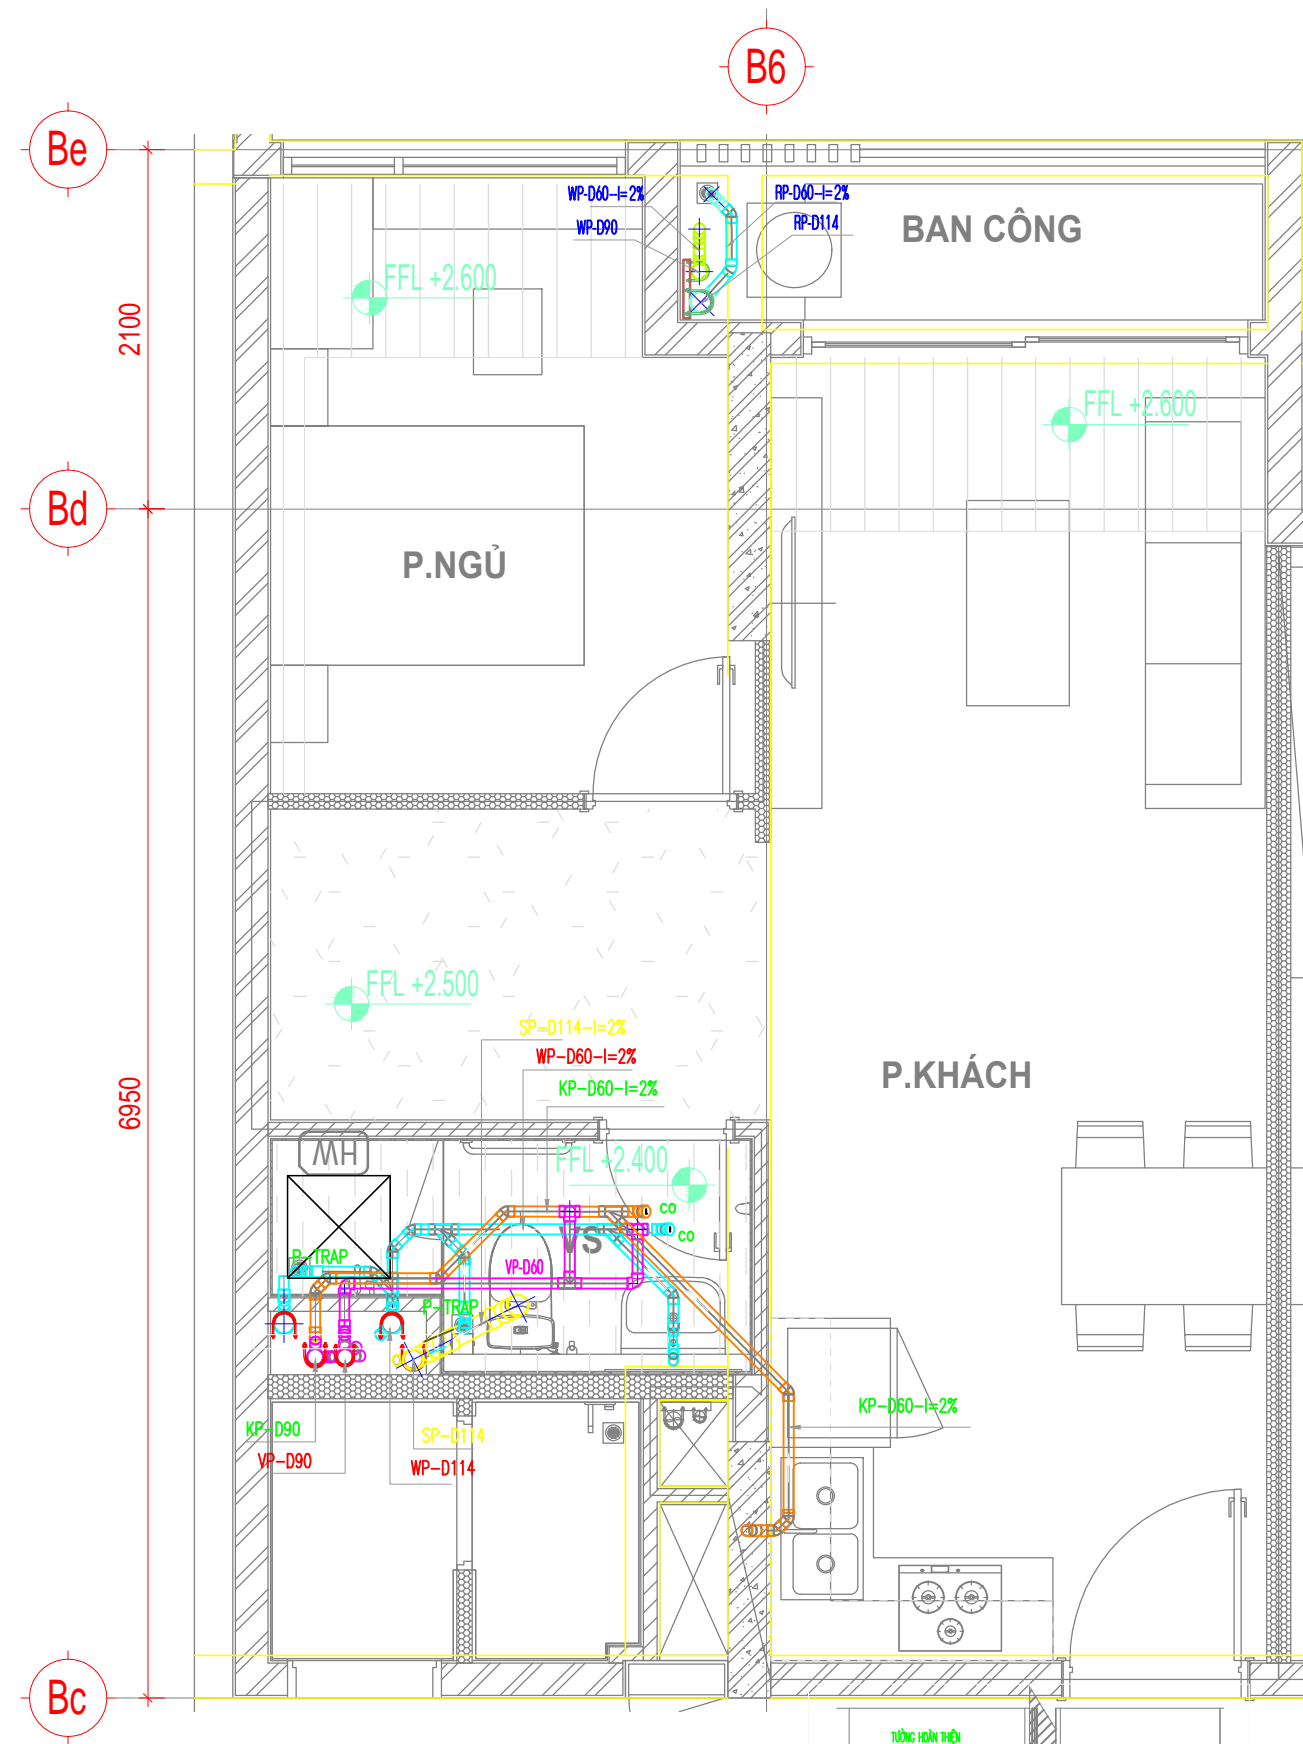 B6
Be
WP-D60-I=2%
RP-D60-I=2%
WP-D90
RP-D114
BAN CÔNG
FFL +2.600
2100
FFL +2.600
Bd
P.NGỦ
FFL +2.500
SP-D114-I=2%
WP-D60-I=2%
KP-D60-I=2%
P.KHÁCH
6950
HW
FFL +2.400
CO
CO
VS
P-TRAP
VP-D60
P-TRAP
KP-D60-I=2%
KP-D90
SP-D114
VP-D90
WP-D114
Bc
TƯỜNG HOÀN THIỆN